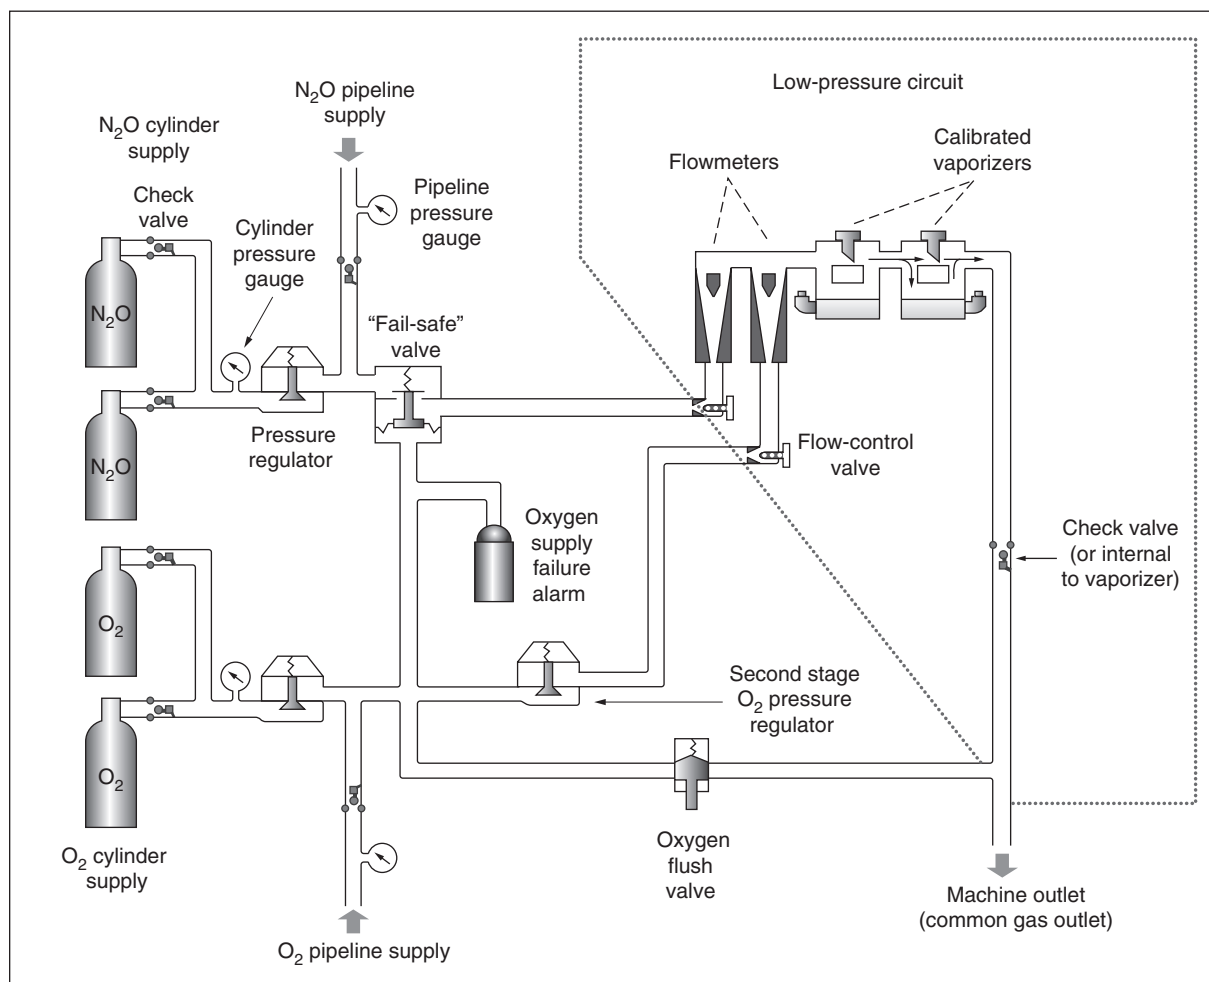 Low-pressure circuit
N₂O pipeline
supply
N₂O cylinder
supply
Calibrated
vaporizers
Flowmeters
Check
valve
Pipeline
pressure
gauge
Cylinder
pressure
gauge
N₂O
"Fail-safe"
valve
Pressure
regulator
N₂O
Flow-control
valve
Oxygen
supply
failure
alarm
Check valve
(or internal
to vaporizer)
O₂
Second stage
O₂ pressure
regulator
O₂
O₂ cylinder
supply
Oxygen
flush
valve
Machine outlet
(common gas outlet)
O₂ pipeline supply